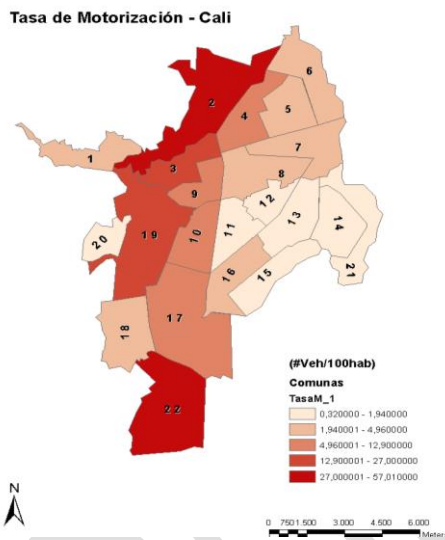 Tasa de Motorización - Cali
6
2
4
5
7
1
3
8
9
12
13
14
20
19
10
11
21
16
15
17
18
22
(#Veh/100hab)
Comunas
TasaM_1
0,320000 - 1,940000
1,940001 - 4,960000
4,960001 - 12,900000
12,900001 - 27,000000
27,000001 - 57,010000
N
0 750 1.500 3.000 4.500 6.000
Meters